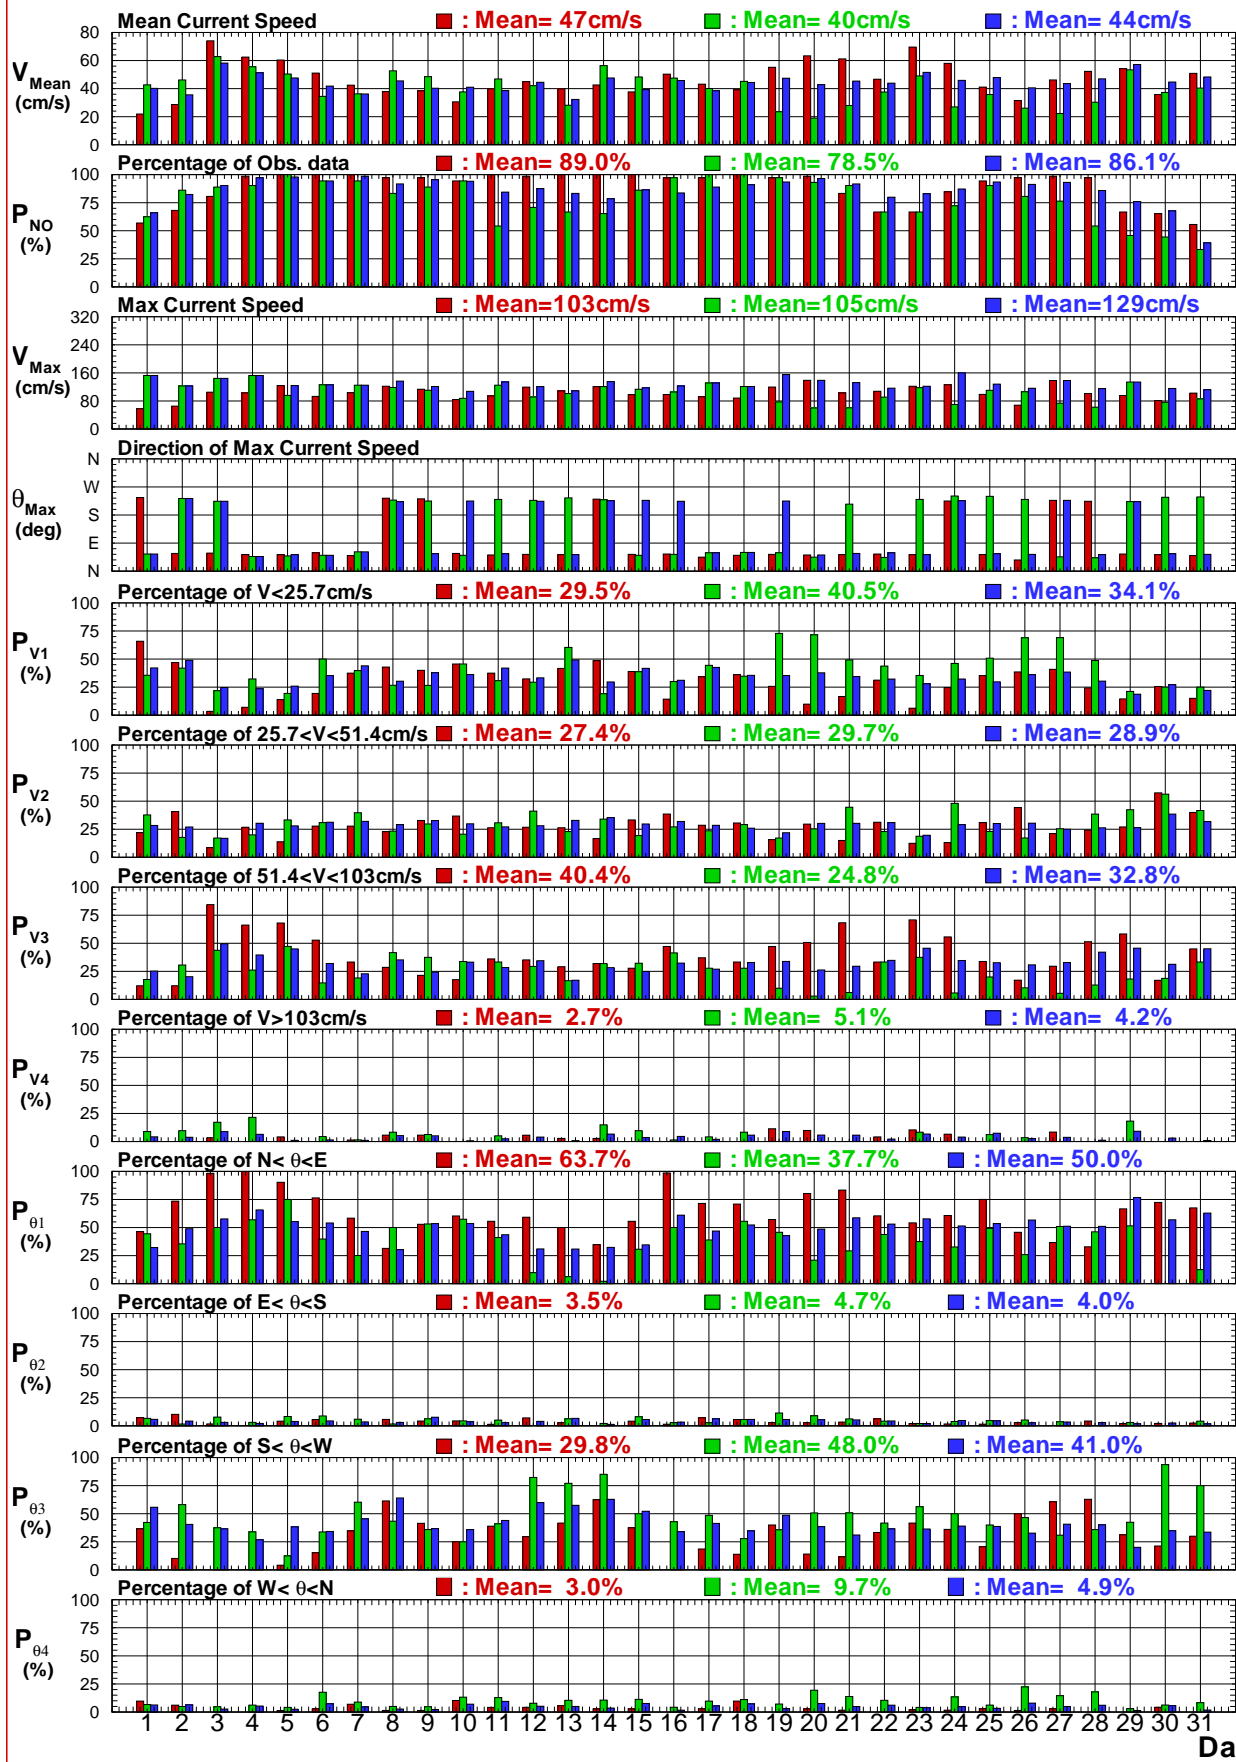 Mean Current Speed : Mean= 47cm/s : Mean= 40cm/s : Mean= 44cm/s
80
60
V Mean
40
(cm/s)
20
0
Percentage of Obs. data : Mean= 89.0% : Mean= 78.5% : Mean= 86.1%
100
75
P NO
50
(%)
25
0
Max Current Speed : Mean=103cm/s : Mean=105cm/s : Mean=129cm/s
320
240
V Max
160
(cm/s)
80
0
Direction of Max Current Speed
N
W
θ Max
S
(deg)
E
N
Percentage of V<25.7cm/s : Mean= 29.5% : Mean= 40.5% : Mean= 34.1%
100
75
P V1
50
(%)
25
0
Percentage of 25.7<V<51.4cm/s : Mean= 27.4% : Mean= 29.7% : Mean= 28.9%
100
75
P V2
50
(%)
25
0
Percentage of 51.4<V<103cm/s : Mean= 40.4% : Mean= 24.8% : Mean= 32.8%
100
75
P V3
50
(%)
25
0
Percentage of V>103cm/s : Mean= 2.7% : Mean= 5.1% : Mean= 4.2%
100
75
P V4
50
(%)
25
0
Percentage of N< θ<E : Mean= 63.7% : Mean= 37.7% : Mean= 50.0%
100
75
P θ1
50
(%)
25
0
Percentage of E< θ<S : Mean= 3.5% : Mean= 4.7% : Mean= 4.0%
100
75
P θ2
50
(%)
25
0
Percentage of S< θ<W : Mean= 29.8% : Mean= 48.0% : Mean= 41.0%
100
75
P θ3
50
(%)
25
0
Percentage of W< θ<N : Mean= 3.0% : Mean= 9.7% : Mean= 4.9%
100
75
P θ4
50
(%)
25
0
1 2 3 4 5 6 7 8 9 10 11 12 13 14 15 16 17 18 19 20 21 22 23 24 25 26 27 28 29 30 31
Da